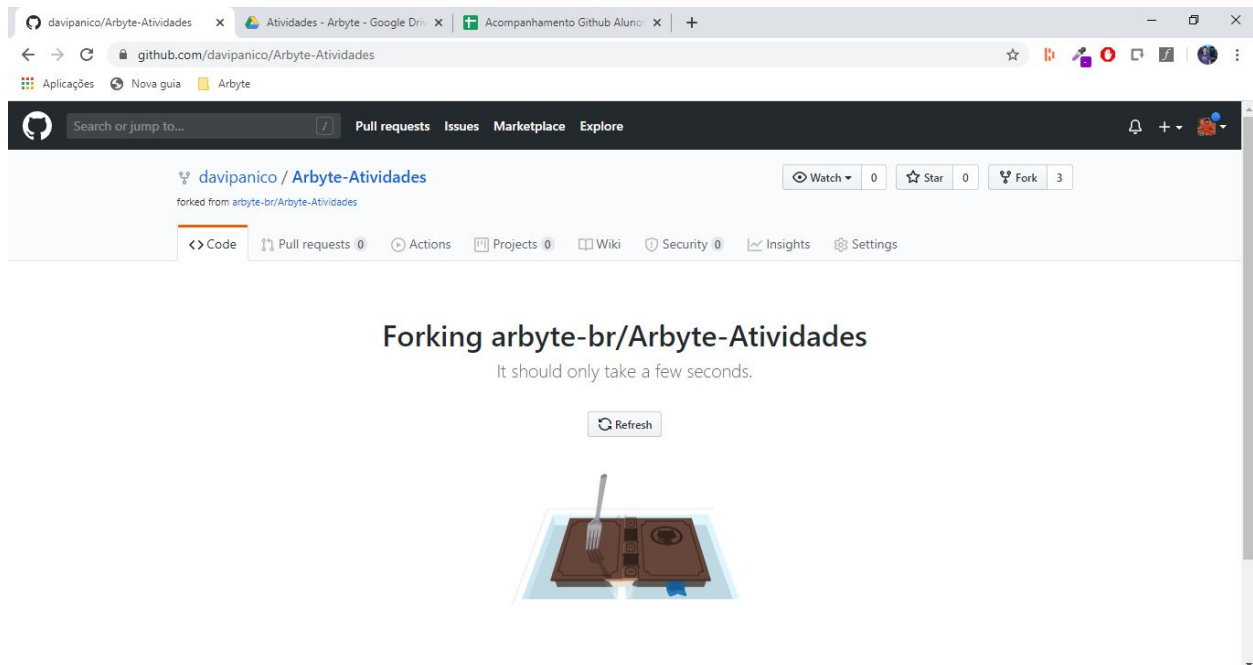 davipanico/Arbyte-Atividades
Atividades - Arbyte - Google Driv
Acompanhamento Github Alunos
github.com/davipanico/Arbyte-Atividades
Aplicações Nova guia Arbyte
Search or jump to... / Pull requests Issues Marketplace Explore
davipanico / Arbyte-Atividades
Watch 0 Star 0 Fork 3
forked from arbyte-br/Arbyte-Atividades
Code Pull requests 0 Actions Projects 0 Wiki Security 0 Insights Settings
Forking arbyte-br/Arbyte-Atividades
It should only take a few seconds.
Refresh